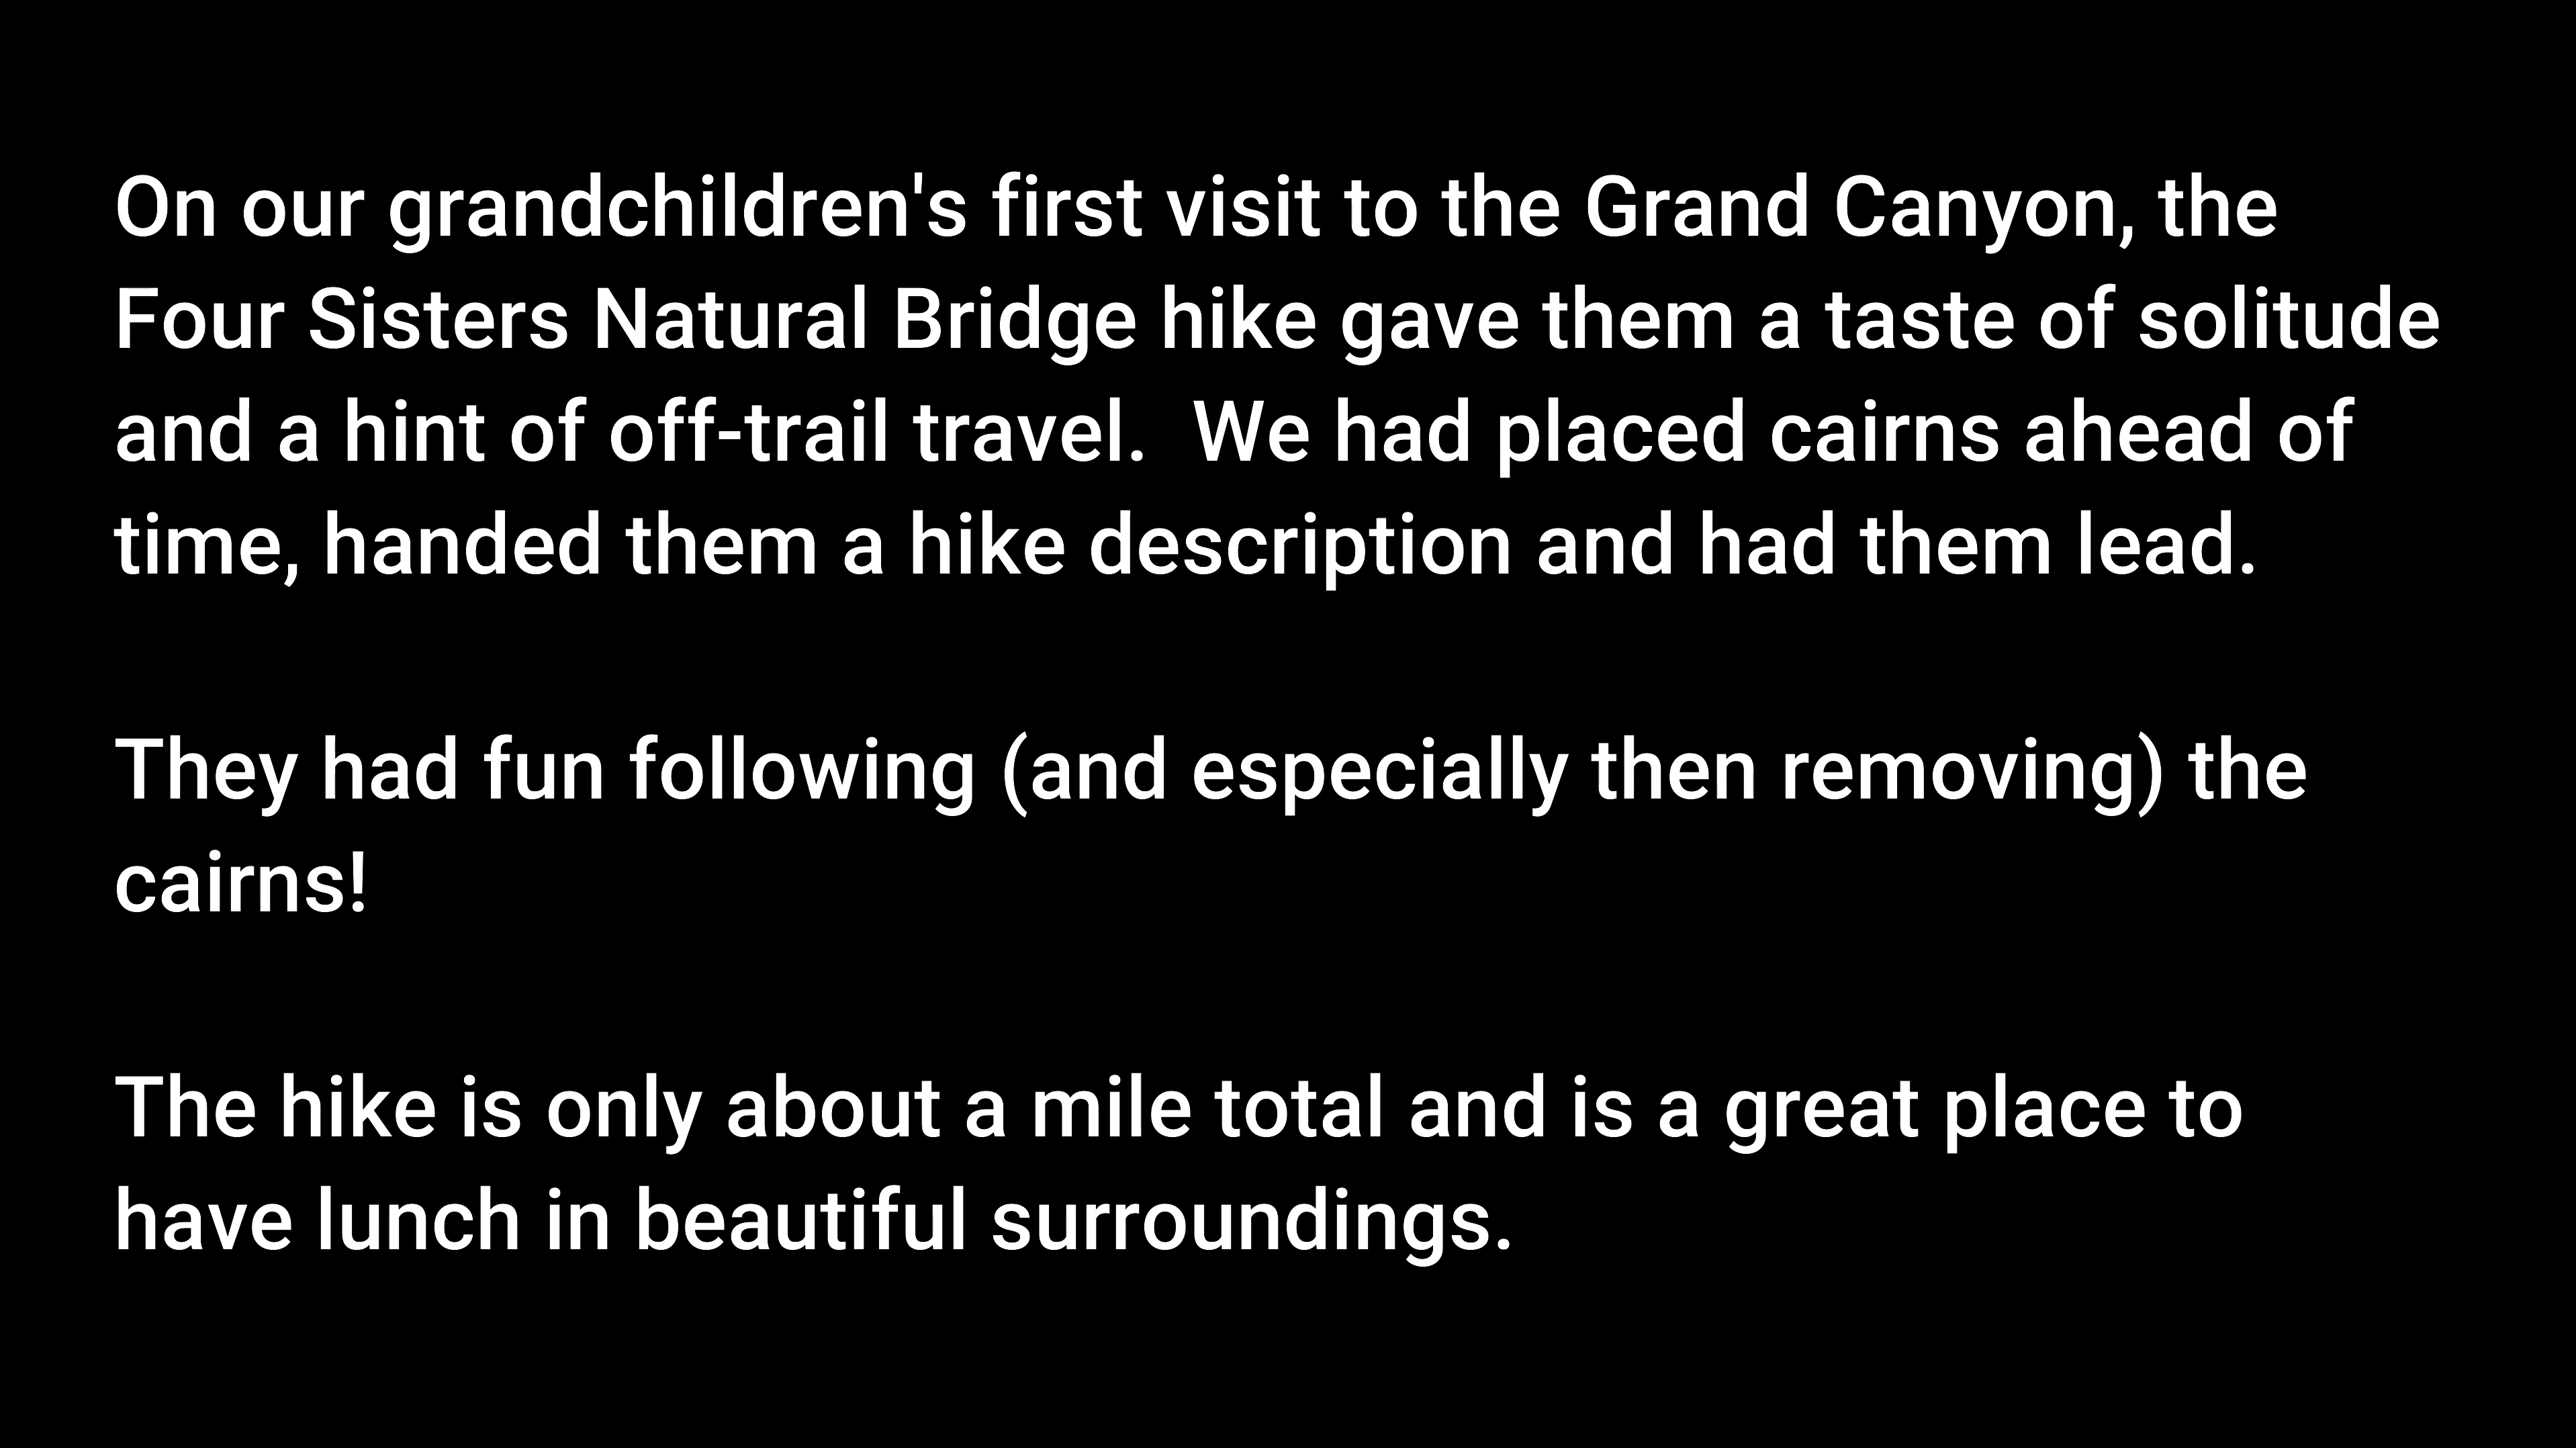 On our grandchildren's first visit to the Grand Canyon, the
Four Sisters Natural Bridge hike gave them a taste of solitude
and a hint of off-trail travel.  We had placed cairns ahead of
time, handed them a hike description and had them lead.
They had fun following (and especially then removing) the
cairns!
The hike is only about a mile total and is a great place to
have lunch in beautiful surroundings.